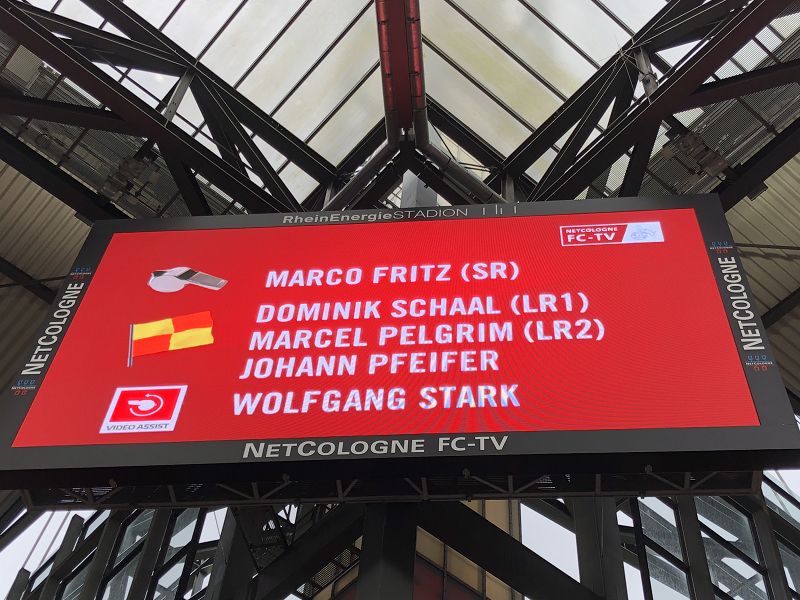 RheinEnergieSTADION
NETCOLOGNE
FC-TV
MARCO FRITZ (SR)
DOMINIK SCHAAL (LR1)
MARCEL PELGRIM (LR2)
JOHANN PFEIFER
WOLFGANG STARK
VIDEO ASSIST
NETCOLOGNE
NETCOLOGNE
NETCOLOGNE FC-TV